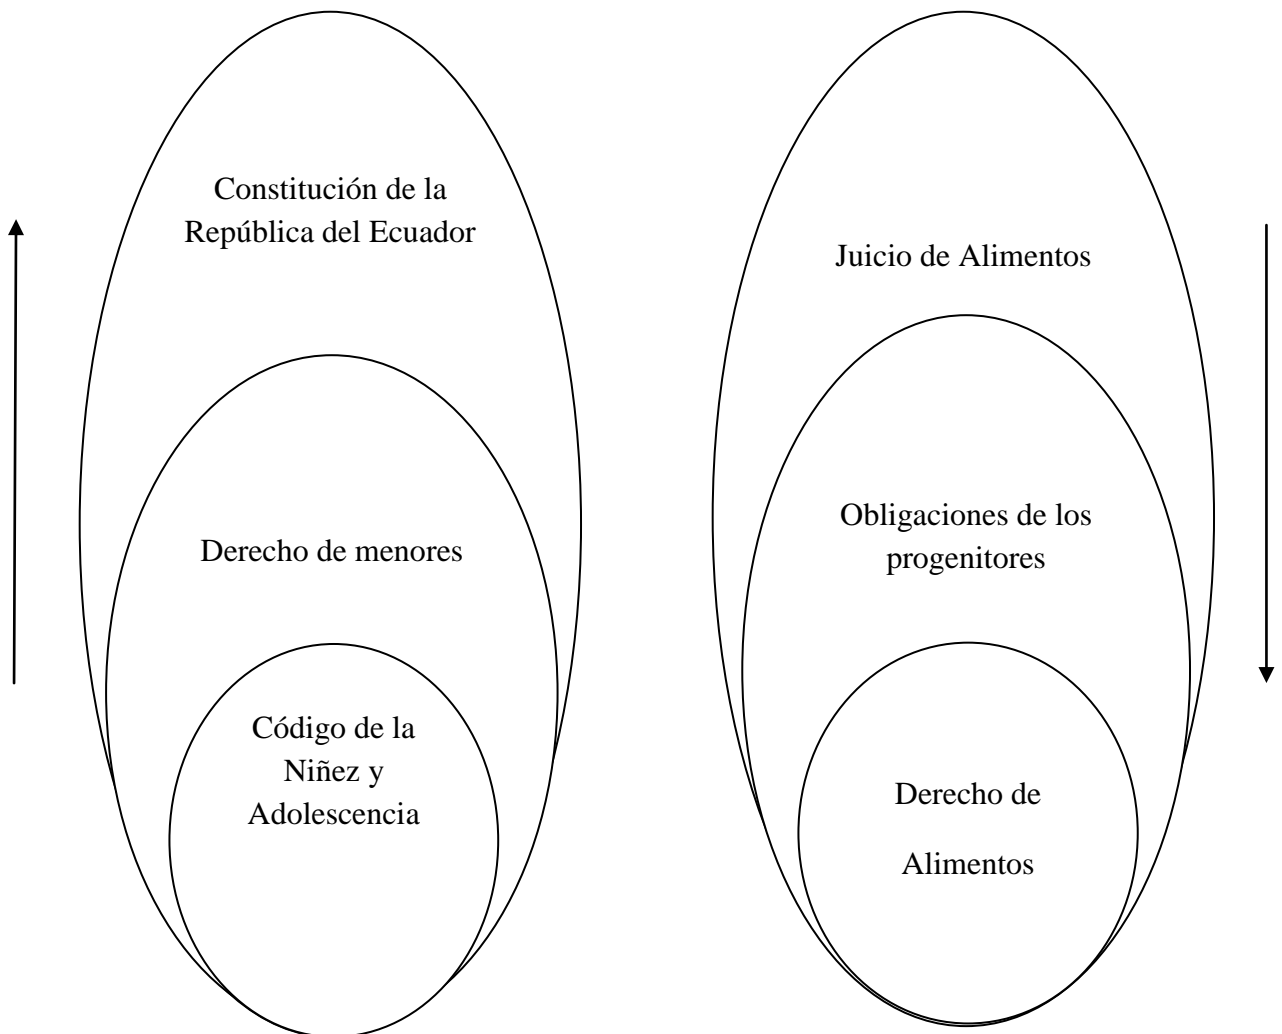 Constitución de la
República del Ecuador
Derecho de menores
Código de la
Niñez y
Adolescencia
Juicio de Alimentos
Obligaciones de los
progenitores
Derecho de
Alimentos